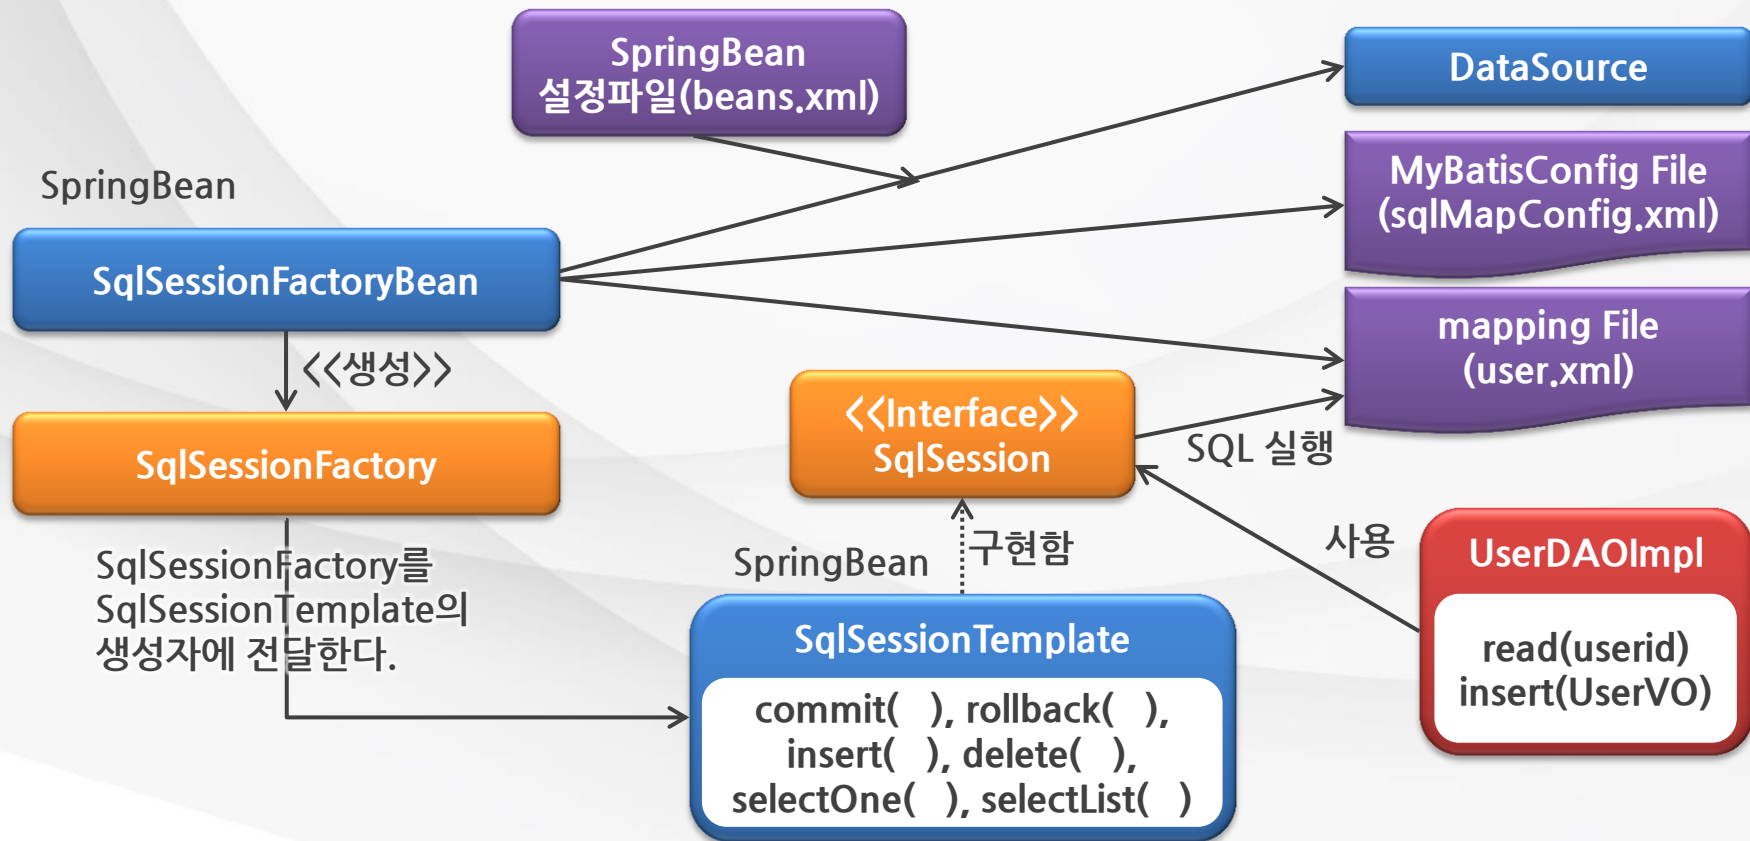 SpringBean
설정파일(beans.xml)
DataSource
MyBatisConfig File
(sqlMapConfig.xml)
SpringBean
SqlSessionFactoryBean
mapping File
(user.xml)
<<생성>>
<<Interface>>
SqlSession
SQL 실행
SqlSessionFactory
사용
구현함
SpringBean
SqlSessionFactory를
SqlSessionTemplate의
생성자에 전달한다.
UserDAOImpl
read(userid)
insert(UserVO)
SqlSessionTemplate
commit(  ), rollback(  ),
insert(  ), delete(  ),
selectOne(  ), selectList(  )